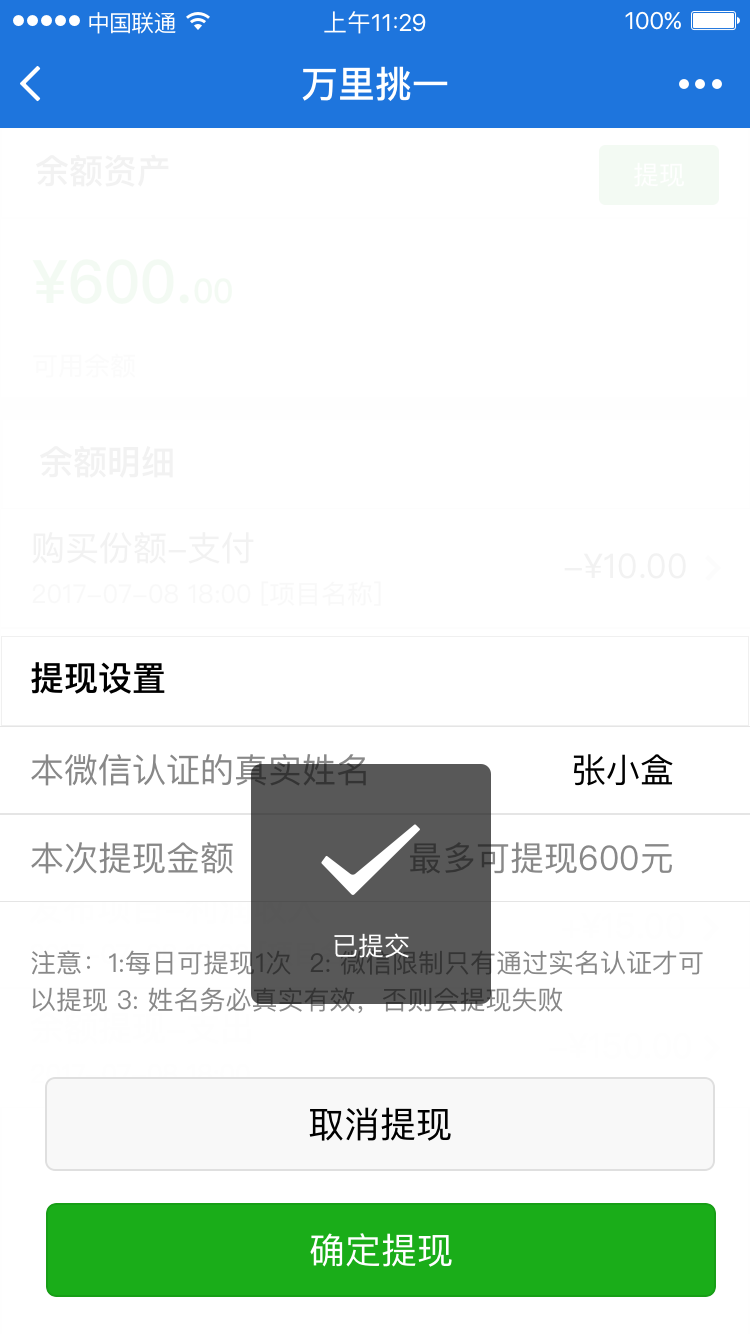 中国联通 上午11:29 100%
万里挑一
余额资产 提现
¥600.00
可用余额
余额明细
购买份额-支付 -¥10.00
2017-07-08 18:00 [项目名称]
提现设置
本微信认证的真实姓名 张小盒
本次提现金额 最多可提现600元
已提交
注意：1:每日可提现1次 2: 微信限制只有通过实名认证才可
以提现 3: 姓名务必真实有效，否则会提现失败
取消提现
确定提现